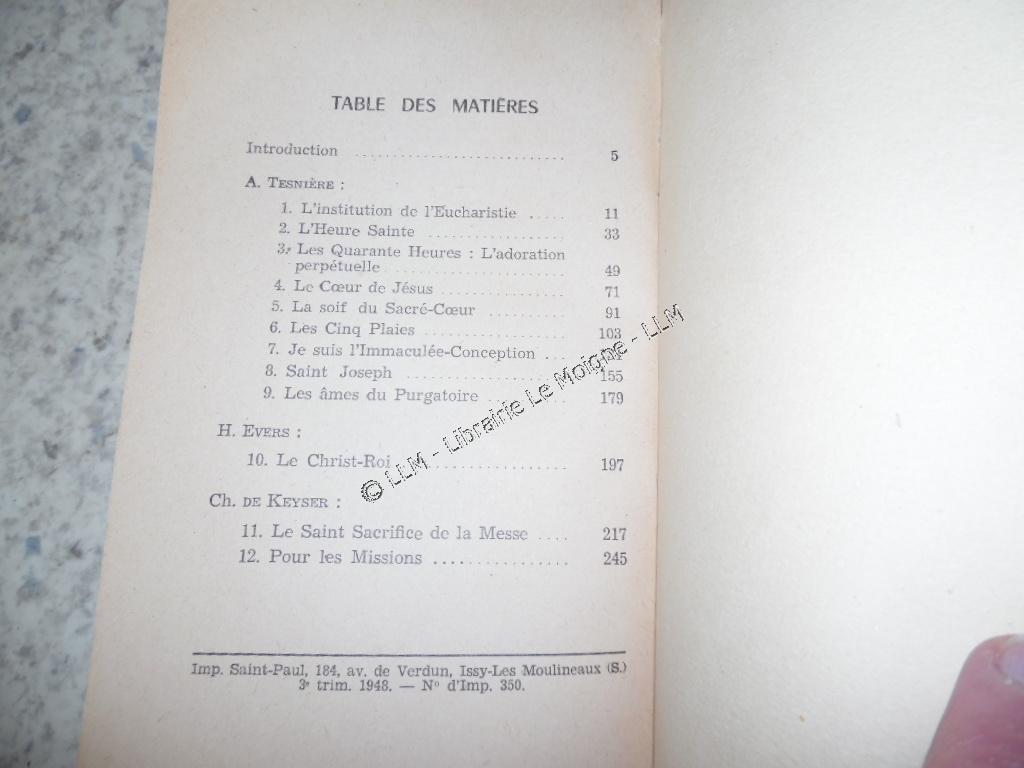 TABLE DES MATIÈRES
Introduction .......................... 5
A. TESNIÈRE :
1. L'institution de l'Eucharistie ..... 11
2. L'Heure Sainte ................. 33
3. Les Quarante Heures : L'adoration
perpétuelle ....................... 49
4. Le Cœur de Jésus ................ 71
5. La soif du Sacré-Cœur .......... 91
6. Les Cinq Plaies .................. 103
7. Je suis l'Immaculée-Conception ...
8. Saint Joseph .................... 155
9. Les âmes du Purgatoire .......... 179
H. EVERS :
10. Le Christ-Roi .................... 197
Ch. DE KEYSER :
11. Le Saint Sacrifice de la Messe .... 217
12. Pour les Missions ................. 245
Imp. Saint-Paul, 184, av. de Verdun, Issy-Les Moulineaux (S.)
3e trim. 1948. — N° d'Imp. 350.
© LLM - Librairie Le Moigne - LLM